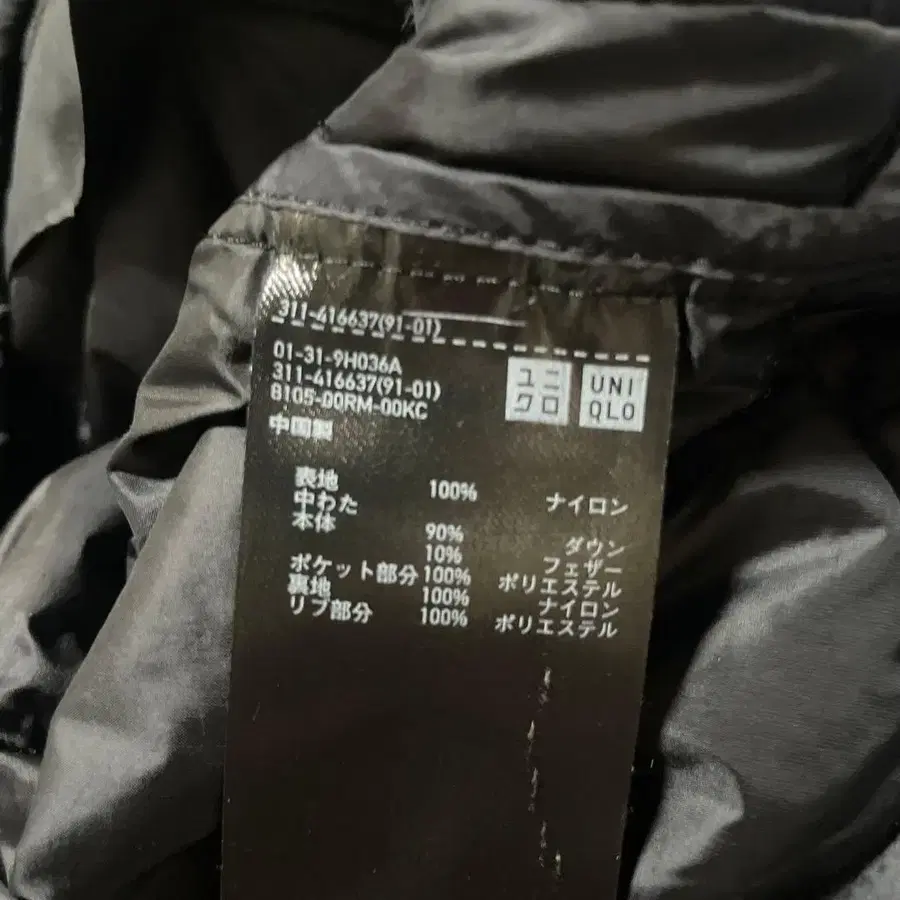 311-416637(91-01)
01-31-9H036A
311-416637(91-01)
8105-D0RM-00KC
中国製
ユニ
クロ
UNI
QLO
表地 100% ナイロン
中わた
本体 90% ダウン
10% フェザー
ポケット部分 100% ポリエステル
裏地 100% ナイロン
リブ部分 100% ポリエステル